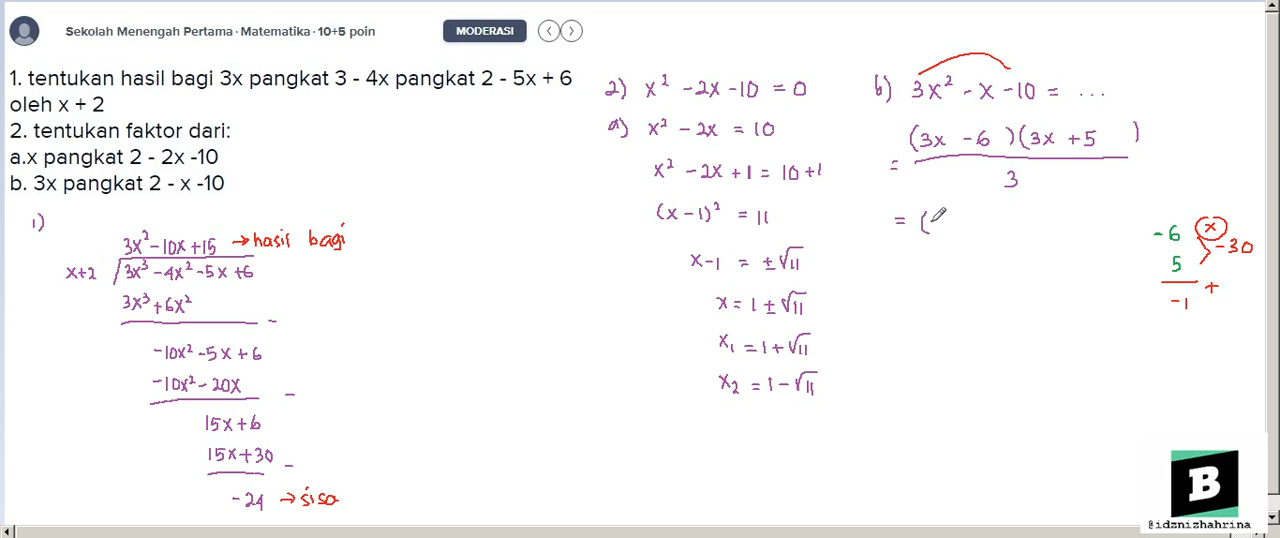 Sekolah Menengah Pertama · Matematika · 10+5 poin
MODERASI
1. tentukan hasil bagi 3x pangkat 3 - 4x pangkat 2 - 5x + 6
oleh x + 2
2. tentukan faktor dari:
a.x pangkat 2 - 2x -10
b. 3x pangkat 2 - x -10
1)
3x² - 10x + 15 → hasil bagi
x+2 3x³ - 4x² - 5x + 6
3x³ + 6x²
-
-10x² - 5x + 6
-10x² - 20x
-
15x + 6
15x + 30
-
-24 → sisa
2) x² - 2x - 10 = 0
a) x² - 2x = 10
x² - 2x + 1 = 10 + 1
(x - 1)² = 11
x - 1 = ± √11
x = 1 ± √11
x₁ = 1 + √11
x₂ = 1 - √11
b) 3x² - x - 10 = ...
= (3x - 6)(3x + 5)
3
= (
-6 x
-30
5
+
-1
B
@idznizhahrina